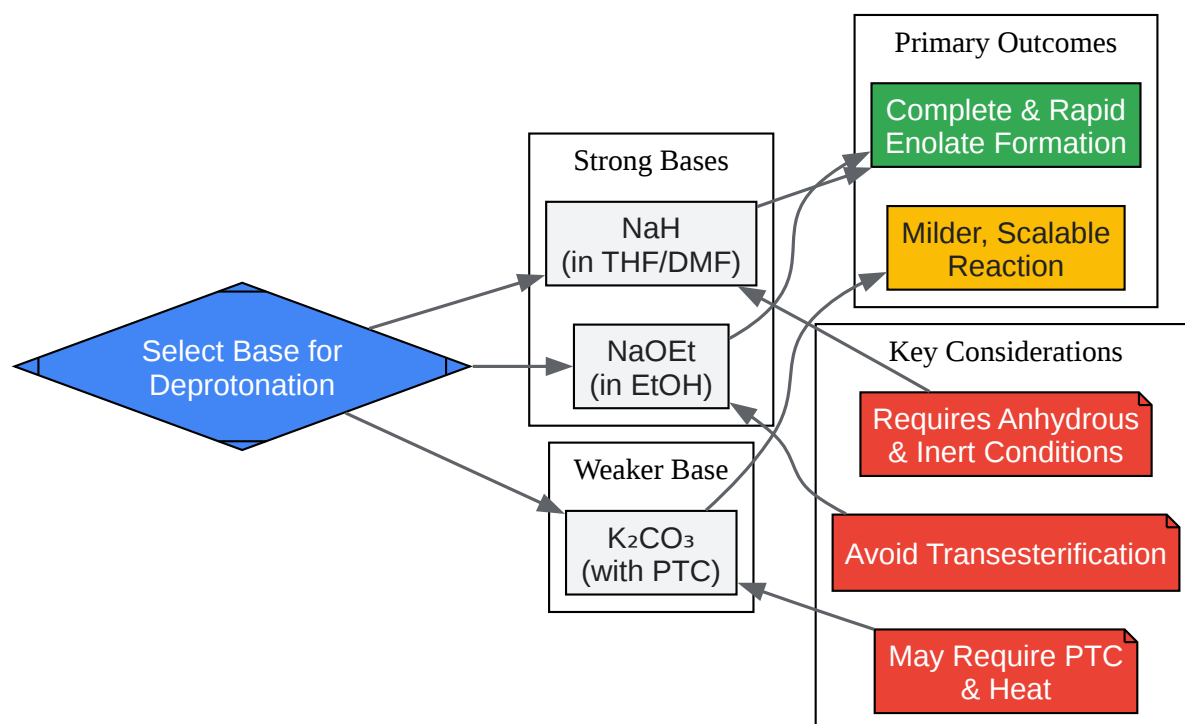 Select Base for
Deprotonation
Strong Bases
NaH
(in THF/DMF)
NaOEt
(in EtOH)
Weaker Base
K₂CO₃
(with PTC)
Primary Outcomes
Complete & Rapid
Enolate Formation
Milder, Scalable
Reaction
Key Considerations
Requires Anhydrous
& Inert Conditions
Avoid Transesterification
May Require PTC
& Heat